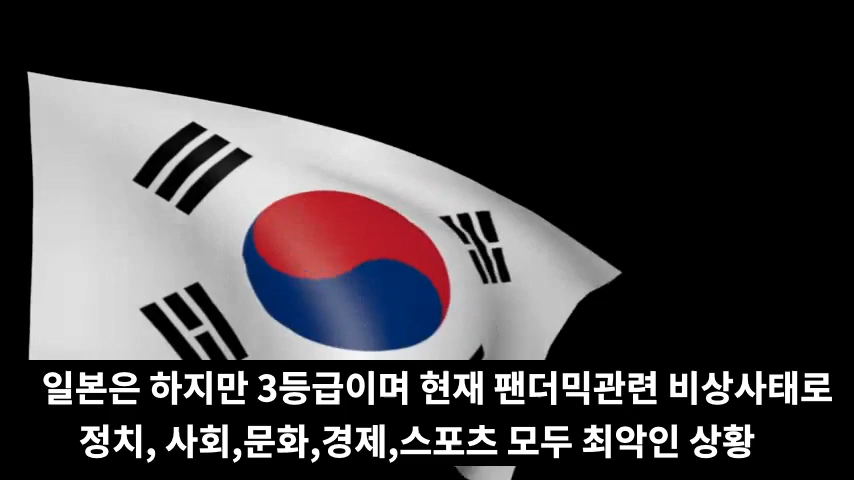 일본은 하지만 3등급이며 현재 팬더믹관련 비상사태로
정치, 사회,문화,경제,스포츠 모두 최악인 상황